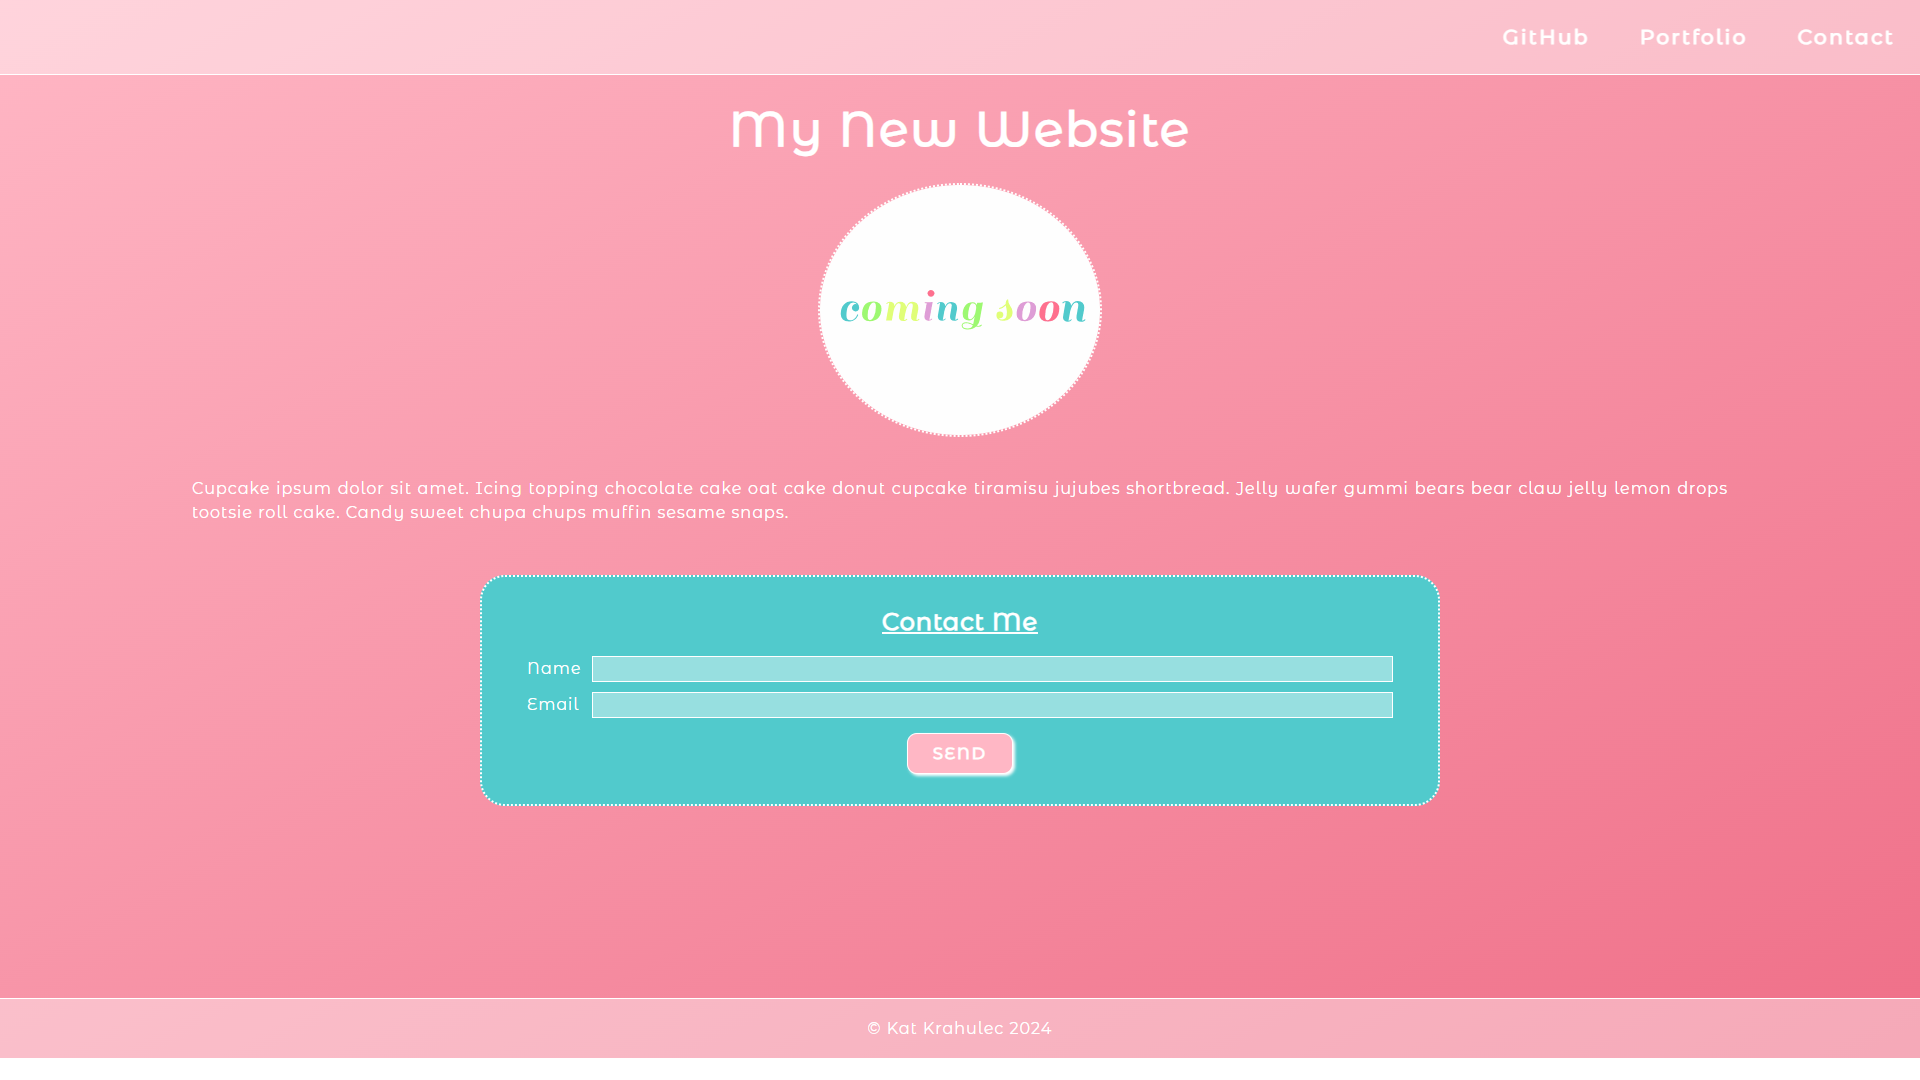 GitHub Portfolio Contact
My New Website
coming soon
Cupcake ipsum dolor sit amet. Icing topping chocolate cake oat cake donut cupcake tiramisu jujubes shortbread. Jelly wafer gummi bears bear claw jelly lemon drops
tootsie roll cake. Candy sweet chupa chups muffin sesame snaps.
Contact Me
Name
Email
SEND
© Kat Krahulec 2024